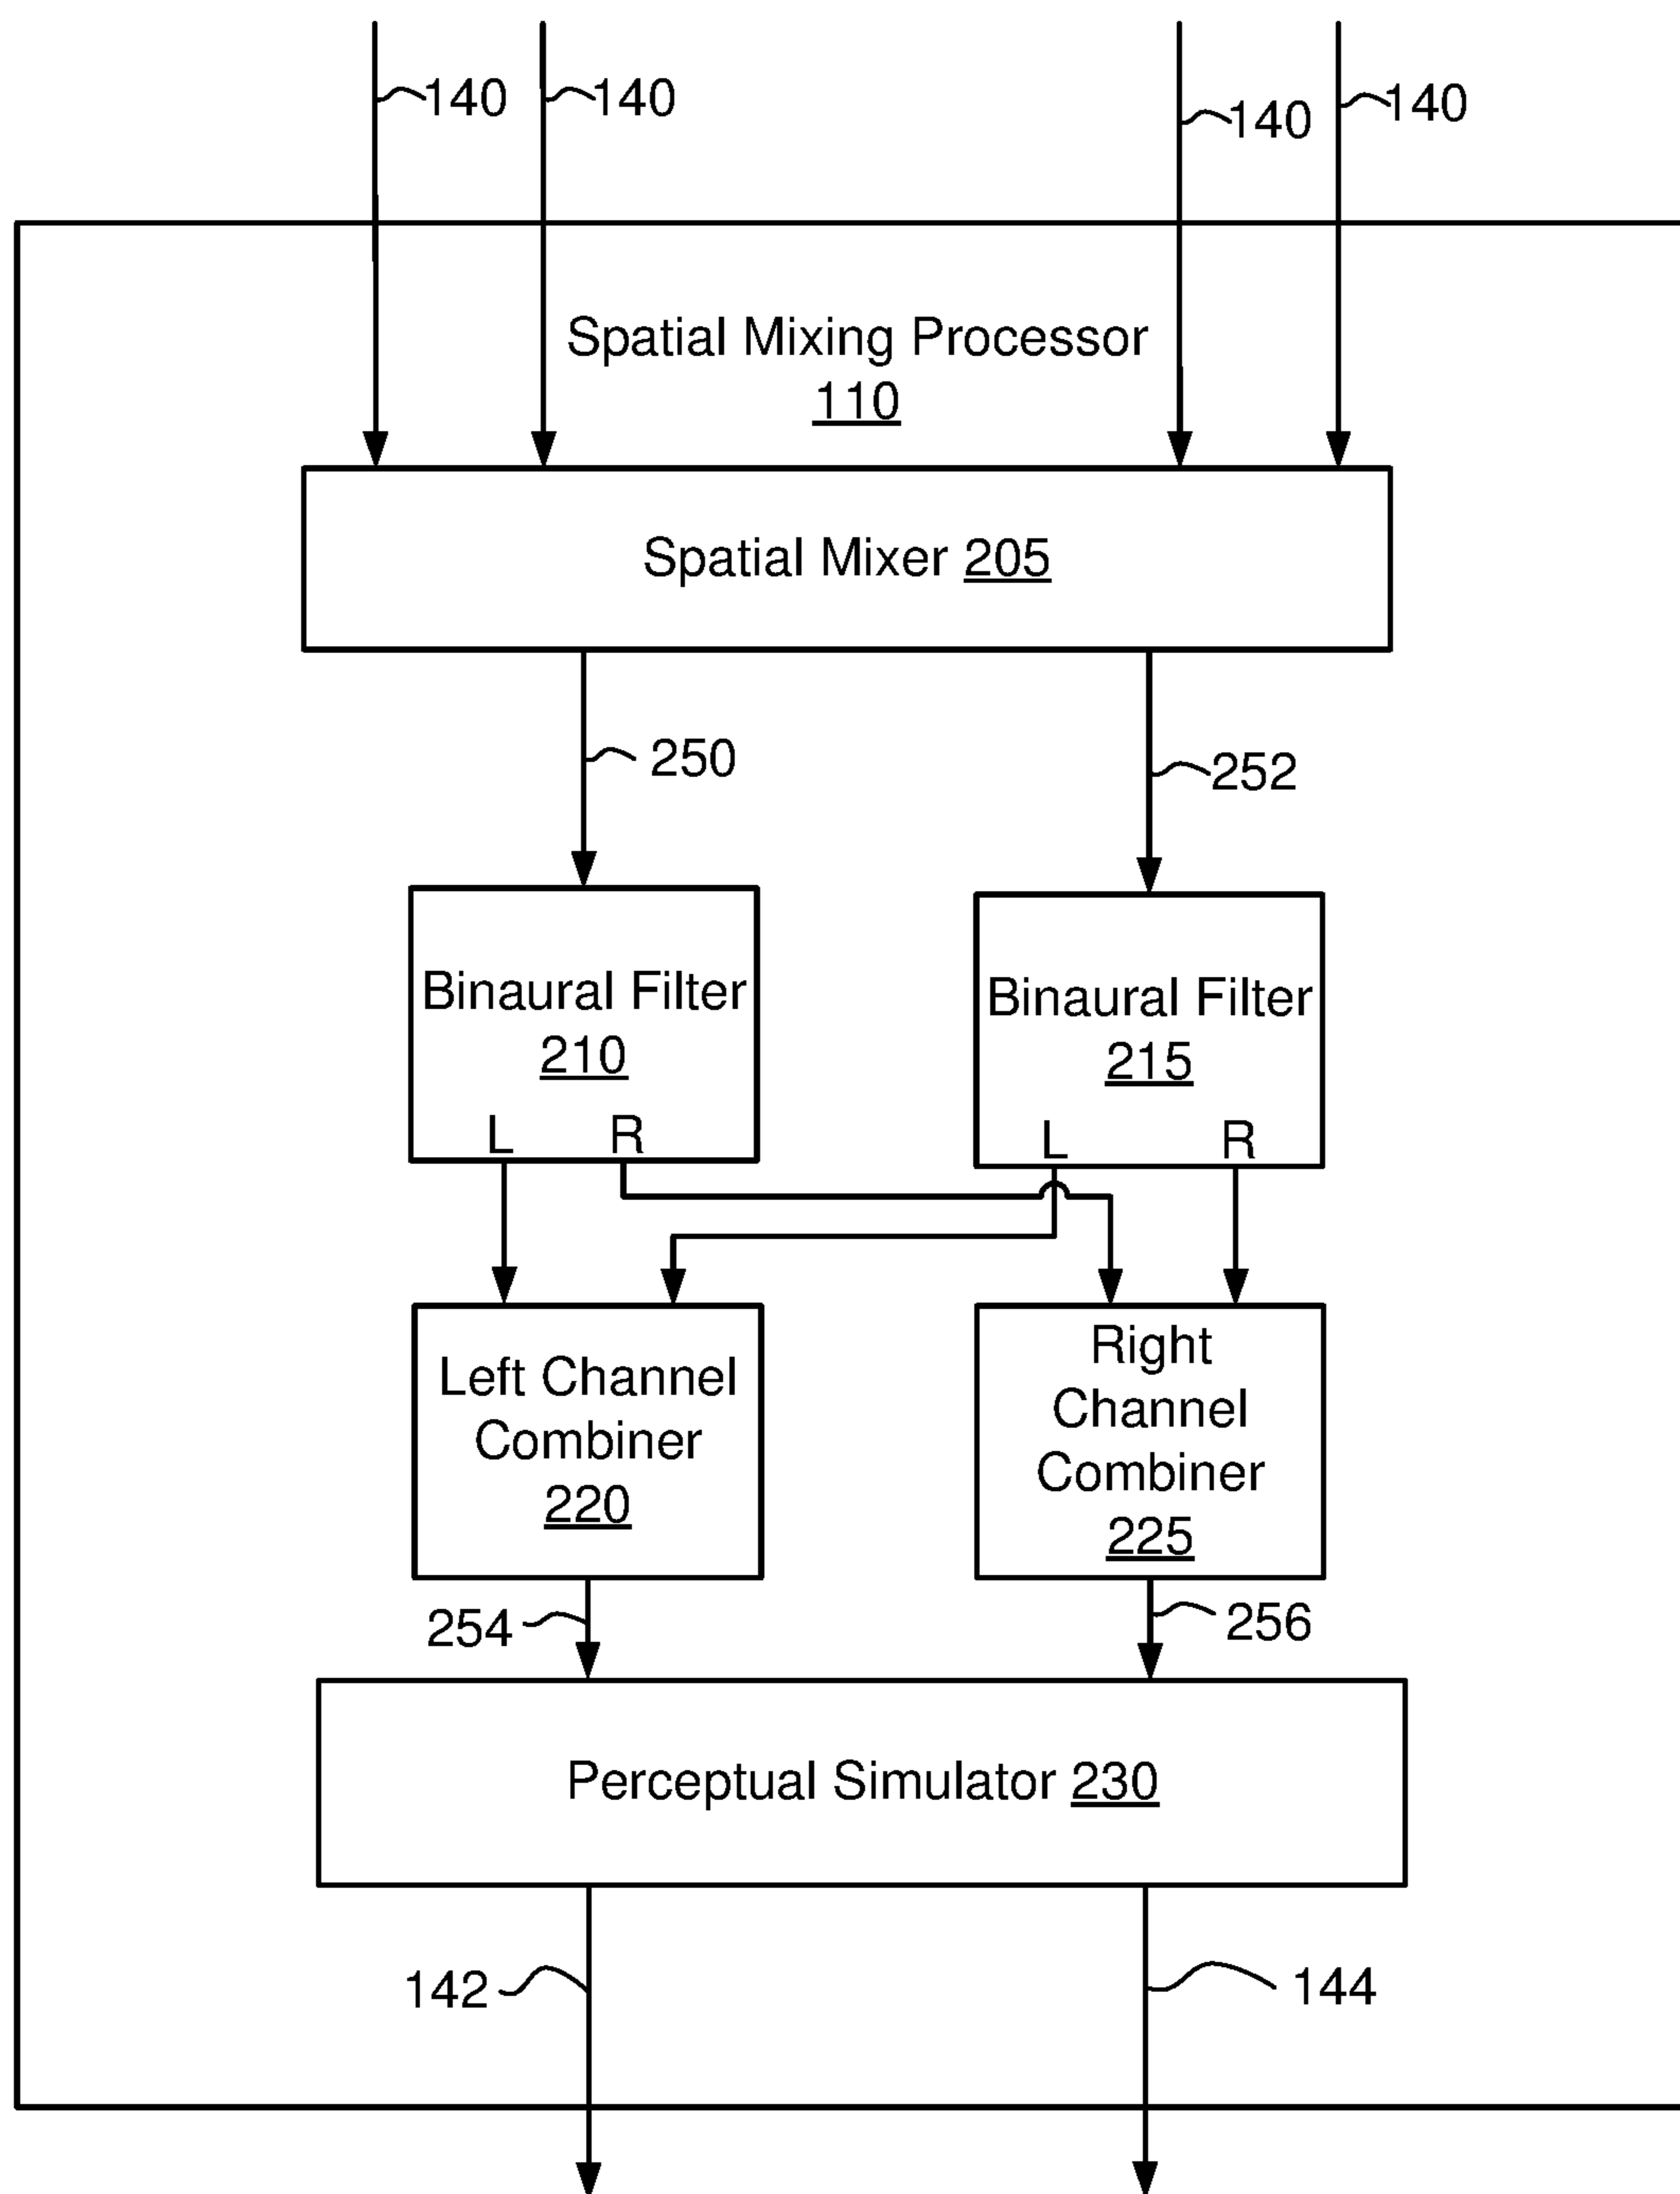 140 140 140 140
Spatial Mixing Processor
110
Spatial Mixer 205
250 252
Binaural Filter
210
L R
Binaural Filter
215
L R
Left Channel
Combiner
220
Right
Channel
Combiner
225
254 256
Perceptual Simulator 230
142 144